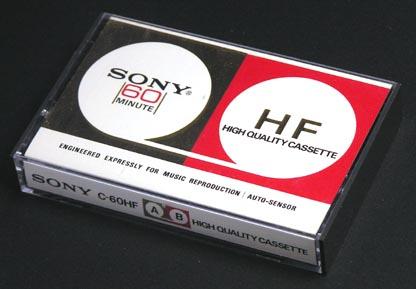 SONY®
60
MINUTE
HF
HIGH QUALITY CASSETTE
ENGINEERED EXPRESSLY FOR MUSIC REPRODUCTION / AUTO-SENSOR
SONY C-60HF A B HIGH QUALITY CASSETTE